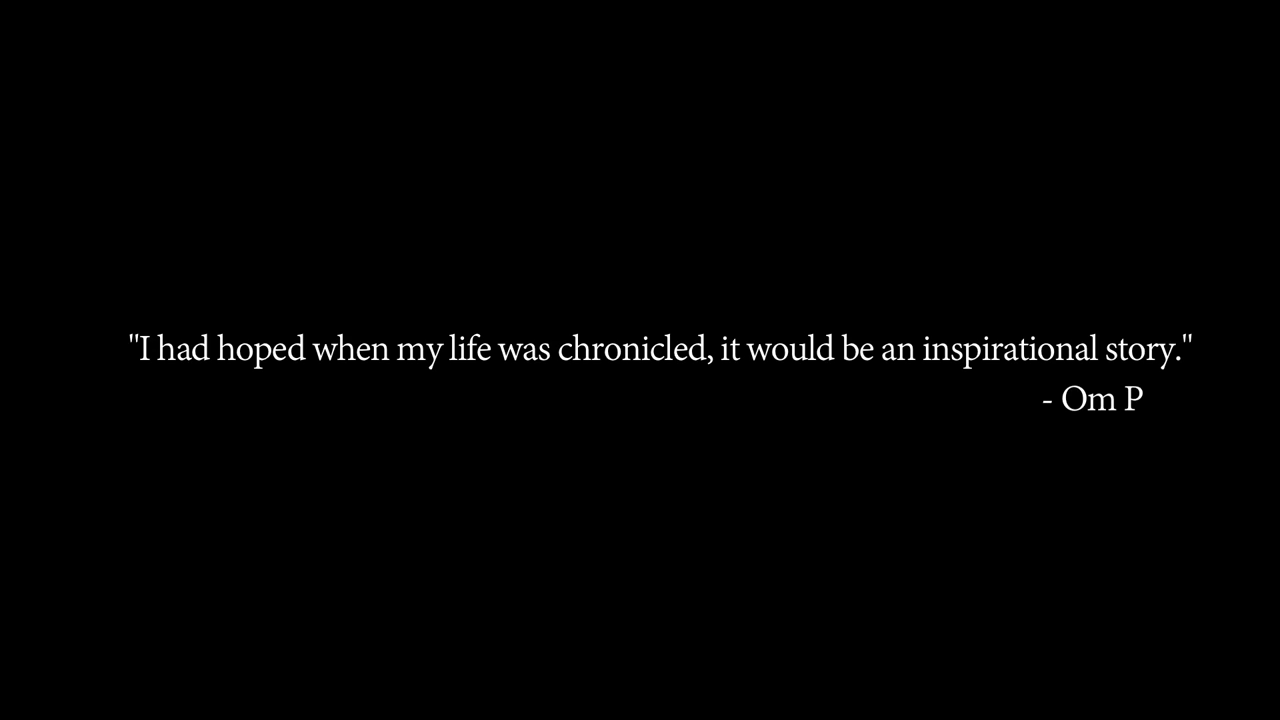 "I had hoped when my life was chronicled, it would be an inspirational story."
- Om P